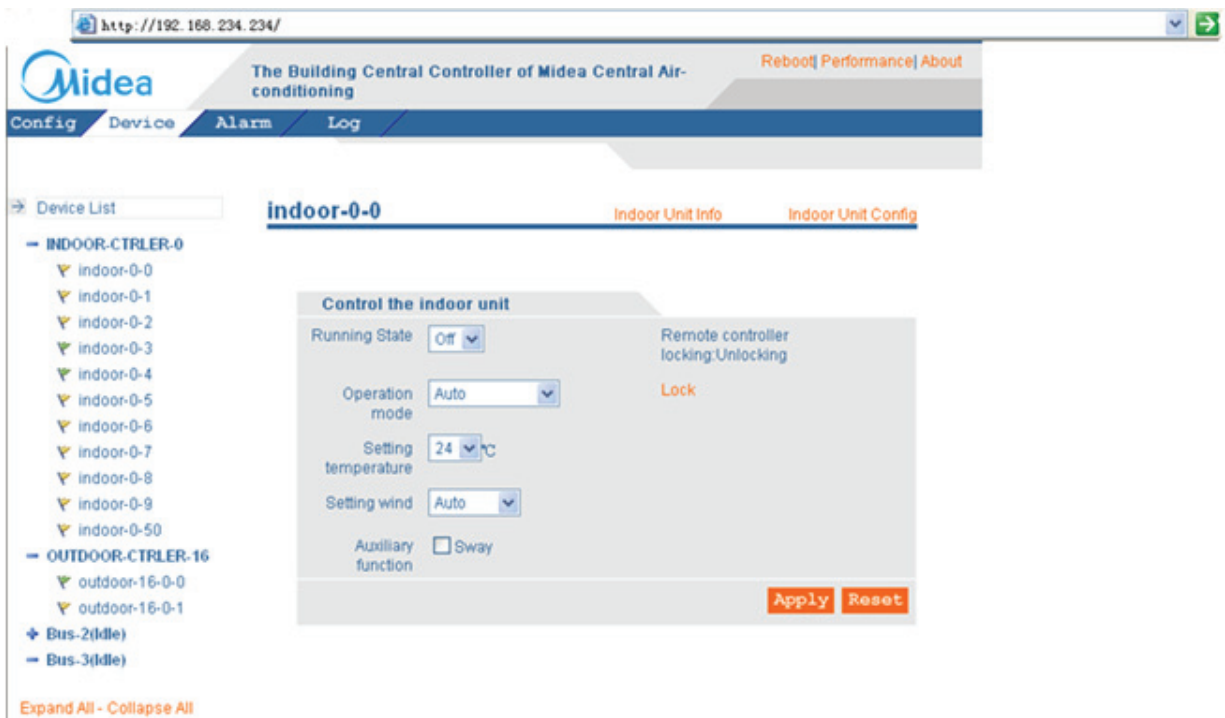 http://192.168.234.234/
Midea
The Building Central Controller of Midea Central Air-
conditioning
Reboot| Performance| About
Config Device Alarm Log
Device List
indoor-0-0 Indoor Unit Info Indoor Unit Config
INDOOR-CTRLER-0
indoor-0-0
indoor-0-1
indoor-0-2
indoor-0-3
indoor-0-4
indoor-0-5
indoor-0-6
indoor-0-7
indoor-0-8
indoor-0-9
indoor-0-50
OUTDOOR-CTRLER-16
outdoor-16-0-0
outdoor-16-0-1
Bus-2(Idle)
Bus-3(Idle)
Expand All - Collapse All
Control the indoor unit
Running State Off
Remote controller
locking:Unlocking
Lock
Operation
mode
Auto
Setting
temperature
24 ℃
Setting wind Auto
Auxiliary
function
Sway
Apply Reset